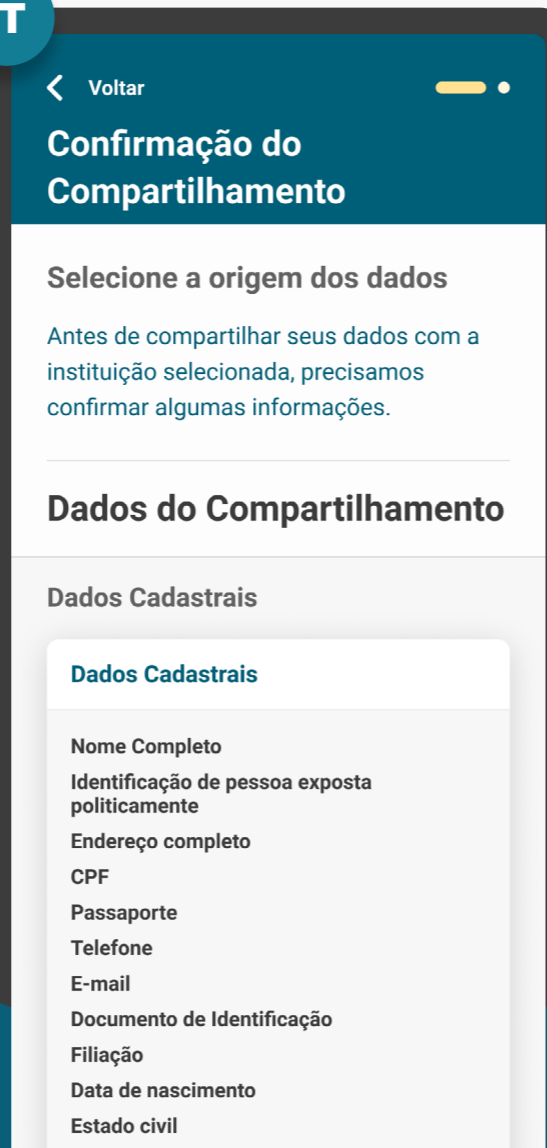 T
Voltar
Confirmação do
Compartilhamento
Selecione a origem dos dados
Antes de compartilhar seus dados com a
instituição selecionada, precisamos
confirmar algumas informações.
Dados do Compartilhamento
Dados Cadastrais
Dados Cadastrais
Nome Completo
Identificação de pessoa exposta
politicamente
Endereço completo
CPF
Passaporte
Telefone
E-mail
Documento de Identificação
Filiação
Data de nascimento
Estado civil